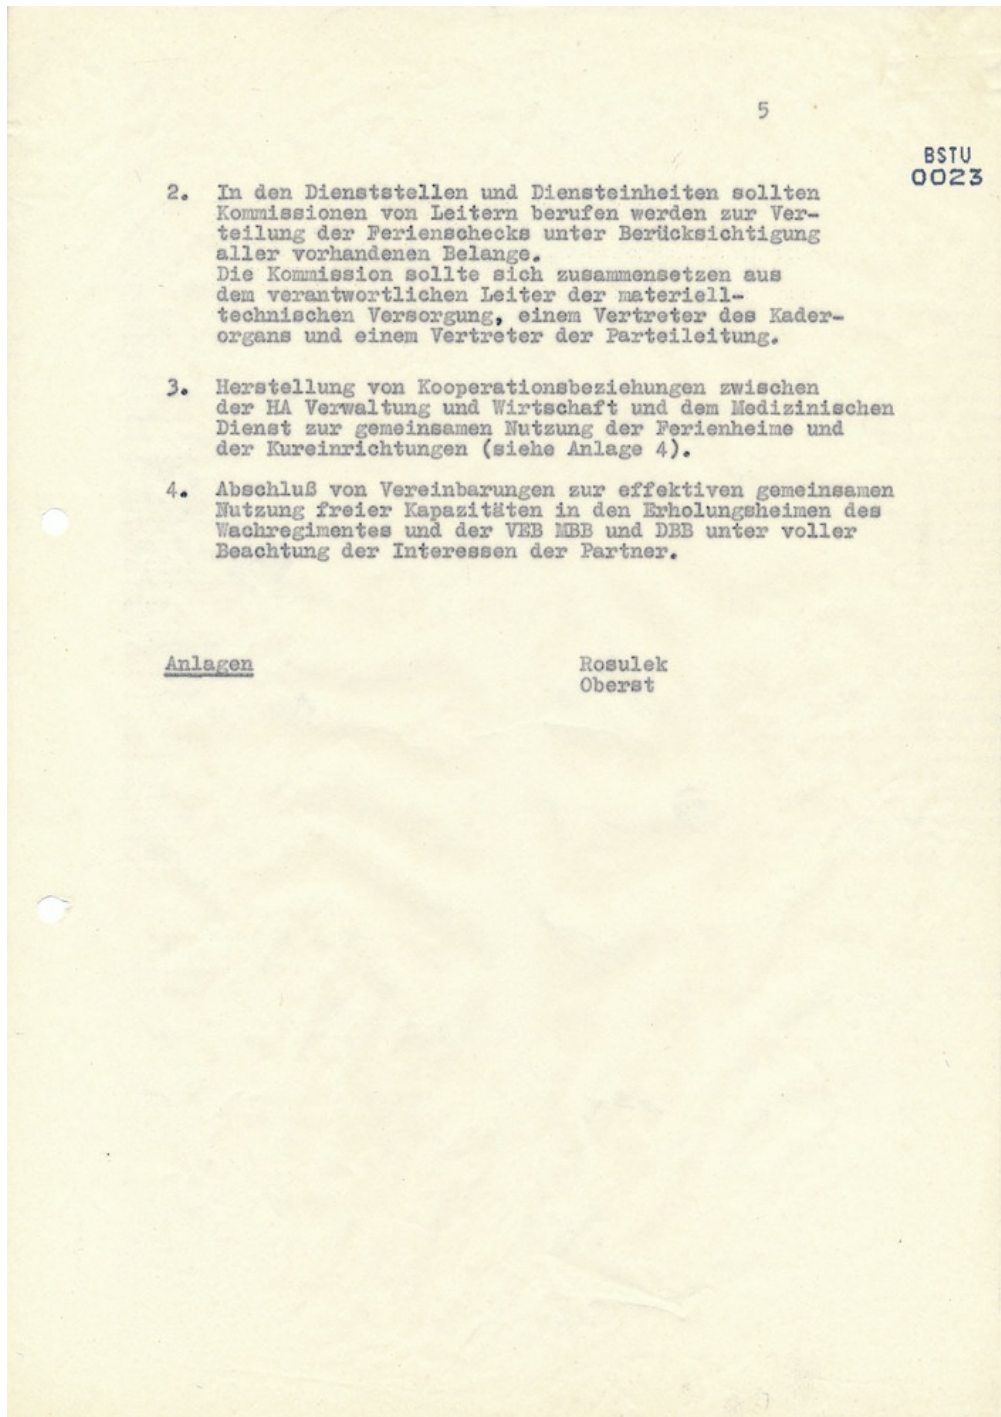 5
BSTU
0023
2. In den Dienststellen und Diensteinheiten sollten
Kommissionen von Leitern berufen werden zur Ver-
teilung der Ferienschecks unter Berücksichtigung
aller vorhandenen Belange.
Die Kommission sollte sich zusammensetzen aus
dem verantwortlichen Leiter der materiell-
technischen Versorgung, einem Vertreter des Kader-
organs und einem Vertreter der Parteileitung.
3. Herstellung von Kooperationsbeziehungen zwischen
der HA Verwaltung und Wirtschaft und dem Medizinischen
Dienst zur gemeinsamen Nutzung der Ferienheime und
der Kureinrichtungen (siehe Anlage 4).
4. Abschluß von Vereinbarungen zur effektiven gemeinsamen
Nutzung freier Kapazitäten in den Erholungsheimen des
Wachregimentes und der VEB MBB und DBB unter voller
Beachtung der Interessen der Partner.
Anlagen
Rosulek
Oberst